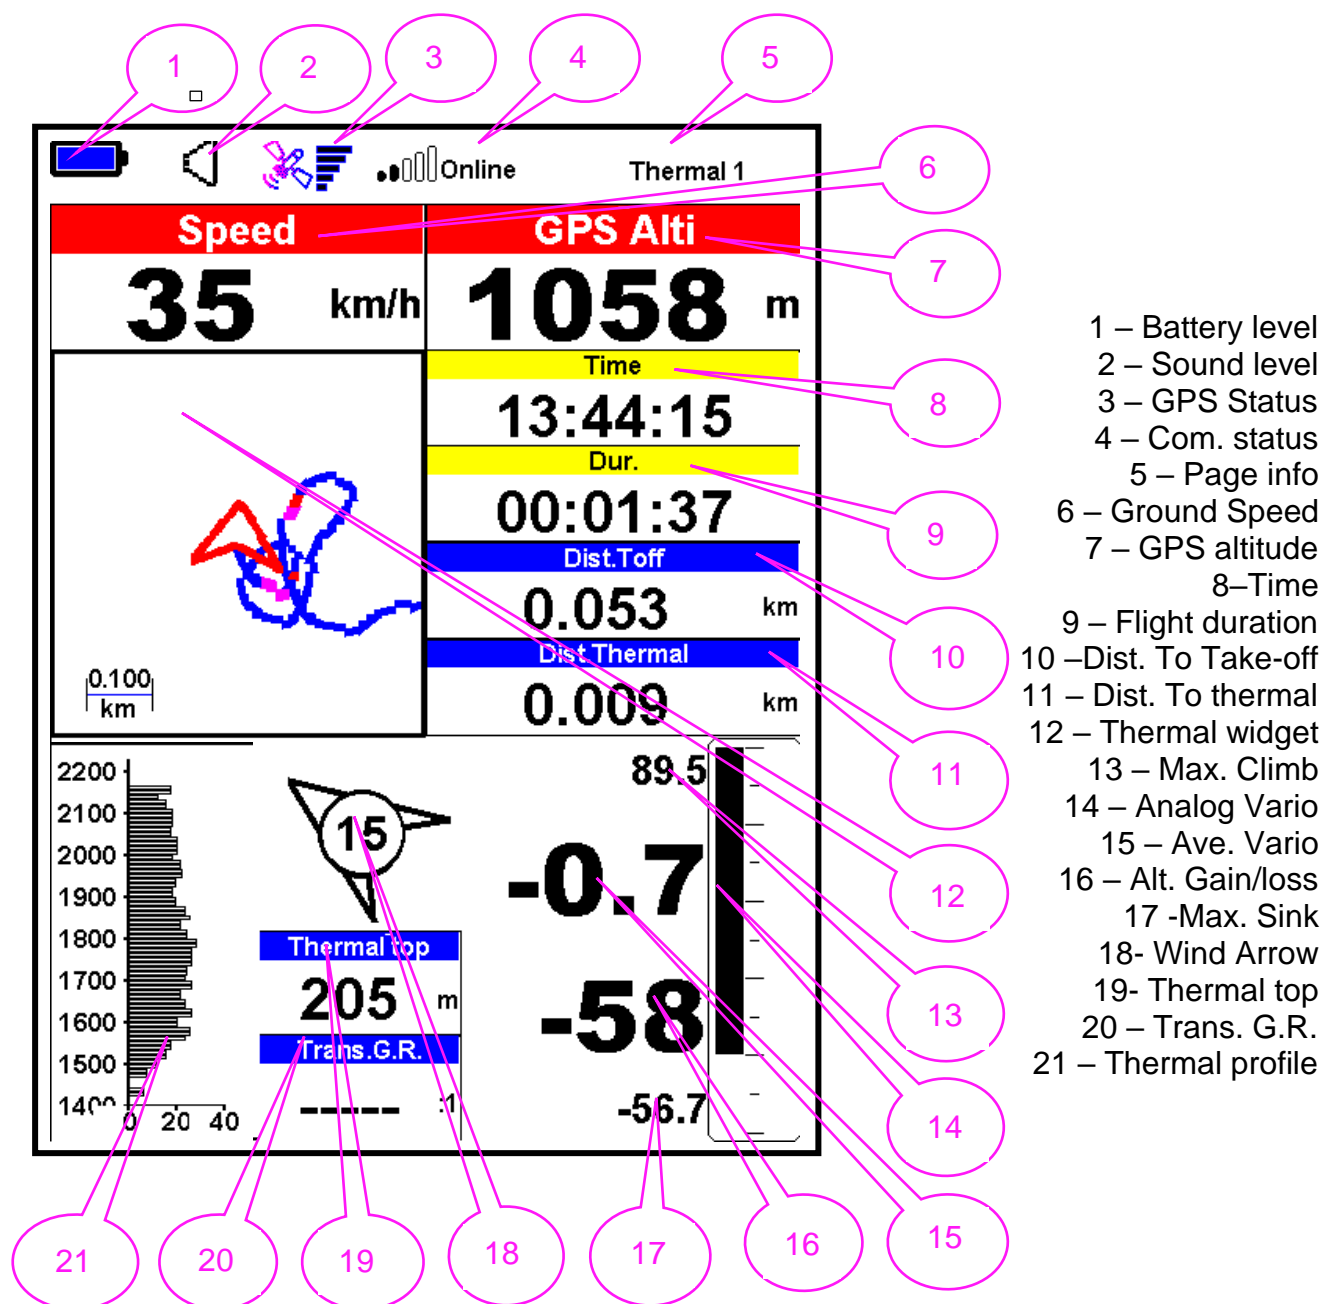 1
2
3
4
5
Online
Thermal 1
6
Speed
GPS Alti
7
35 km/h
1058 m
Time
8
13:44:15
Dur.
00:01:37
9
Dist.Toff
0.053 km
10
Dist.Thermal
0.009 km
11
0.100
km
1 – Battery level
2 – Sound level
3 – GPS Status
4 – Com. status
5 – Page info
6 – Ground Speed
7 – GPS altitude
8–Time
9 – Flight duration
10 –Dist. To Take-off
11 – Dist. To thermal
12 – Thermal widget
13 – Max. Climb
14 – Analog Vario
15 – Ave. Vario
16 – Alt. Gain/loss
17 -Max. Sink
18- Wind Arrow
19- Thermal top
20 – Trans. G.R.
21 – Thermal profile
2200
2100
2000
1900
1800
1700
1600
1500
1400
0 20 40
15
Thermal top
205 m
Trans.G.R.
----- :1
89.5
-0.7
-58
-56.7
12
13
14
15
16
17
18
19
20
21